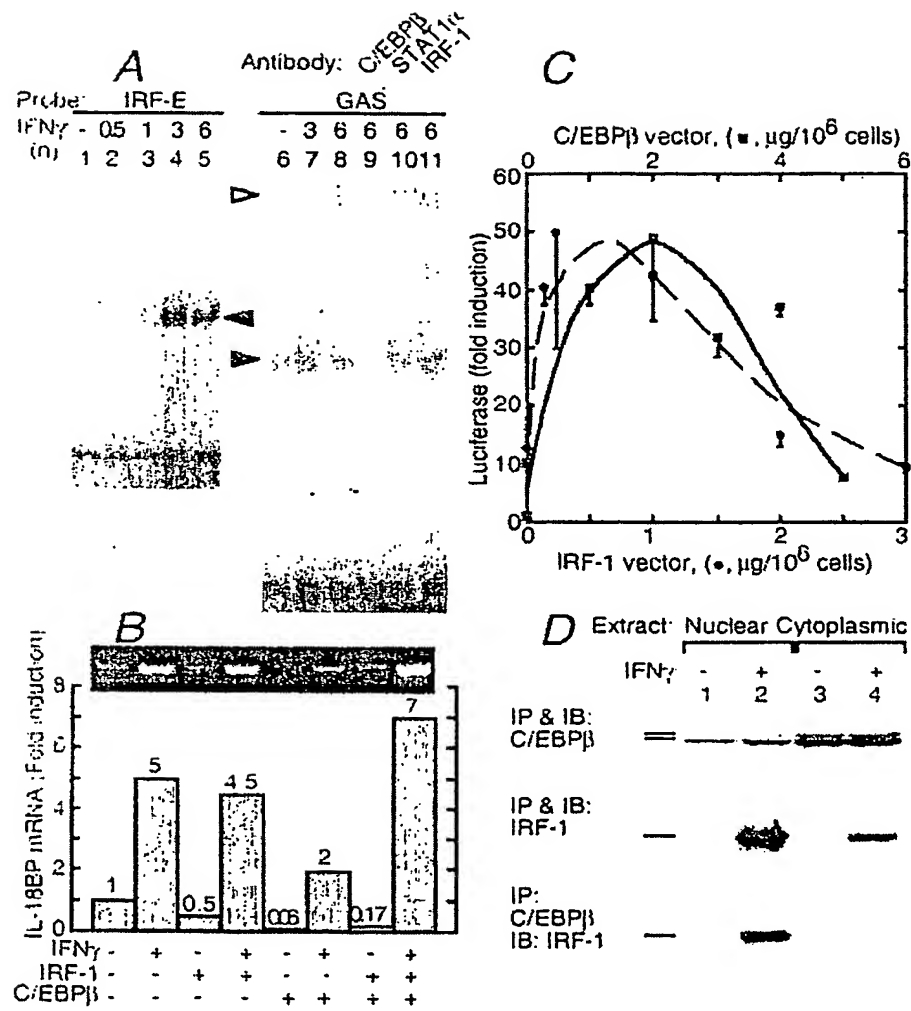 A
Antibody: C/EBPβ STAT1α IRF-1
Probe: IRF-E GAS
IFNγ - 0.5 1 3 6 - 3 6 6 6 6
(h) 1 2 3 4 5 6 7 8 9 10 11
B
IL-18BP mRNA (Fold induction)
8
6
4
2
0
1 5 0.5 4.5 0.06 2 0.17 7
IFNγ - + - + - + - +
IRF-1 - - + + - - + +
C/EBPβ - - - - + + + +
C
C/EBPβ vector, (▪, μg/10⁶ cells)
0 2 4 6
60
50
40
30
20
10
0
Luciferase (fold induction)
0 1 2 3
IRF-1 vector, (•, μg/10⁶ cells)
D
Extract: Nuclear Cytoplasmic
IFNγ - + - +
1 2 3 4
IP & IB:
C/EBPβ
IP & IB:
IRF-1
IP:
C/EBPβ
IB: IRF-1